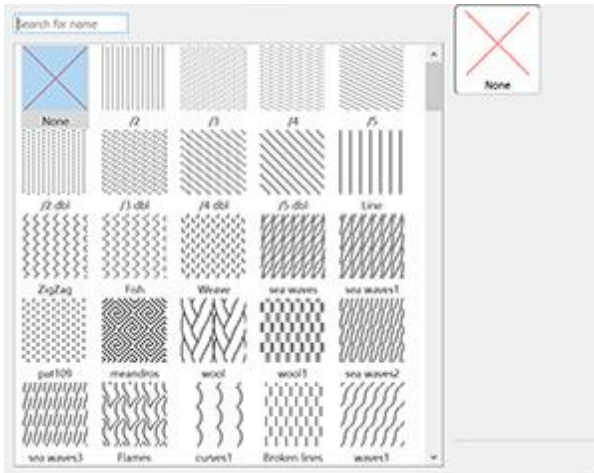 Search for name
None
None /2 /3 /4 /5
/2 dbl /3 dbl /4 dbl /5 dbl Line
ZigZag Fish Weave sea waves sea waves1
pat109 meandros wool wool1 sea waves2
sea waves3 Flames curves1 Broken lines waves1